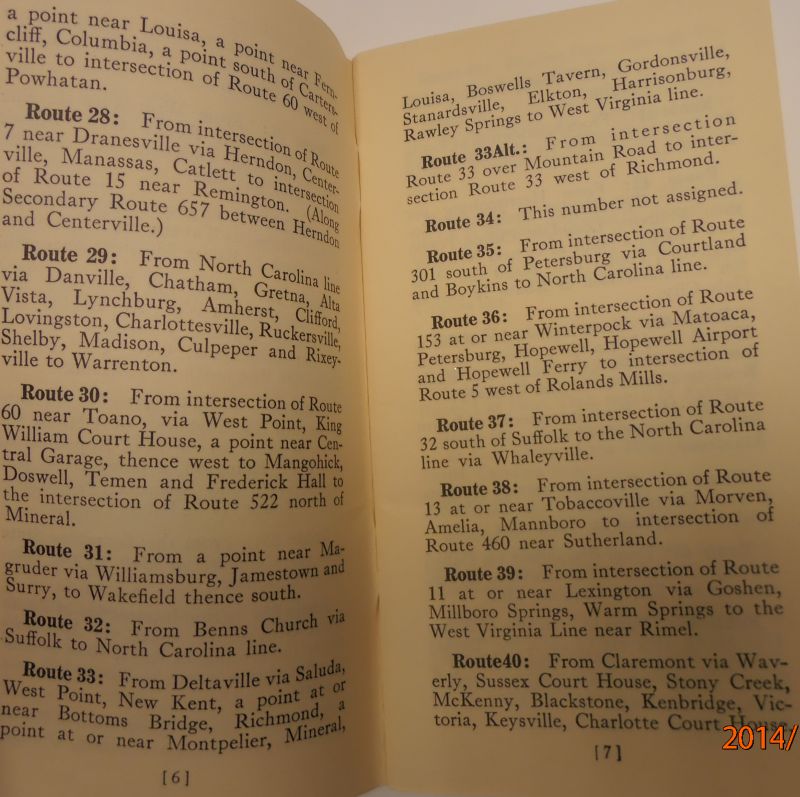 a point near Louisa, a point near Fern-
cliff, Columbia, a point south of Carters-
ville to intersection of Route 60 west of
Powhatan.
Route 28: From intersection of Route
7 near Dranesville via Herndon, Center-
ville, Manassas, Catlett to intersection
of Route 15 near Remington. (Along
Secondary Route 657 between Herndon
and Centerville.)
Route 29: From North Carolina line
via Danville, Chatham, Gretna, Alta
Vista, Lynchburg, Amherst, Clifford,
Lovingston, Charlottesville, Ruckersville,
Shelby, Madison, Culpeper and Rixey-
ville to Warrenton.
Route 30: From intersection of Route
60 near Toano, via West Point, King
William Court House, a point near Cen-
tral Garage, thence west to Mangohick,
Doswell, Temen and Frederick Hall to
the intersection of Route 522 north of
Mineral.
Route 31: From a point near Ma-
gruder via Williamsburg, Jamestown and
Surry, to Wakefield thence south.
Route 32: From Benns Church via
Suffolk to North Carolina line.
Route 33: From Deltaville via Saluda,
West Point, New Kent, a point at or
near Bottoms Bridge, Richmond, a
point at or near Montpelier, Mineral,
[6]
Louisa, Boswells Tavern, Gordonsville,
Stanardsville, Elkton, Harrisonburg,
Rawley Springs to West Virginia line.
Route 33Alt.: From intersection
Route 33 over Mountain Road to inter-
section Route 33 west of Richmond.
Route 34: This number not assigned.
Route 35: From intersection of Route
301 south of Petersburg via Courtland
and Boykins to North Carolina line.
Route 36: From intersection of Route
153 at or near Winterpock via Matoaca,
Petersburg, Hopewell, Hopewell Airport
and Hopewell Ferry to intersection of
Route 5 west of Rolands Mills.
Route 37: From intersection of Route
32 south of Suffolk to the North Carolina
line via Whaleyville.
Route 38: From intersection of Route
13 at or near Tobaccoville via Morven,
Amelia, Mannboro to intersection of
Route 460 near Sutherland.
Route 39: From intersection of Route
11 at or near Lexington via Goshen,
Millboro Springs, Warm Springs to the
West Virginia Line near Rimel.
Route40: From Claremont via Wav-
erly, Sussex Court House, Stony Creek,
McKenny, Blackstone, Kenbridge, Vic-
toria, Keysville, Charlotte Court House
[7]
2014/